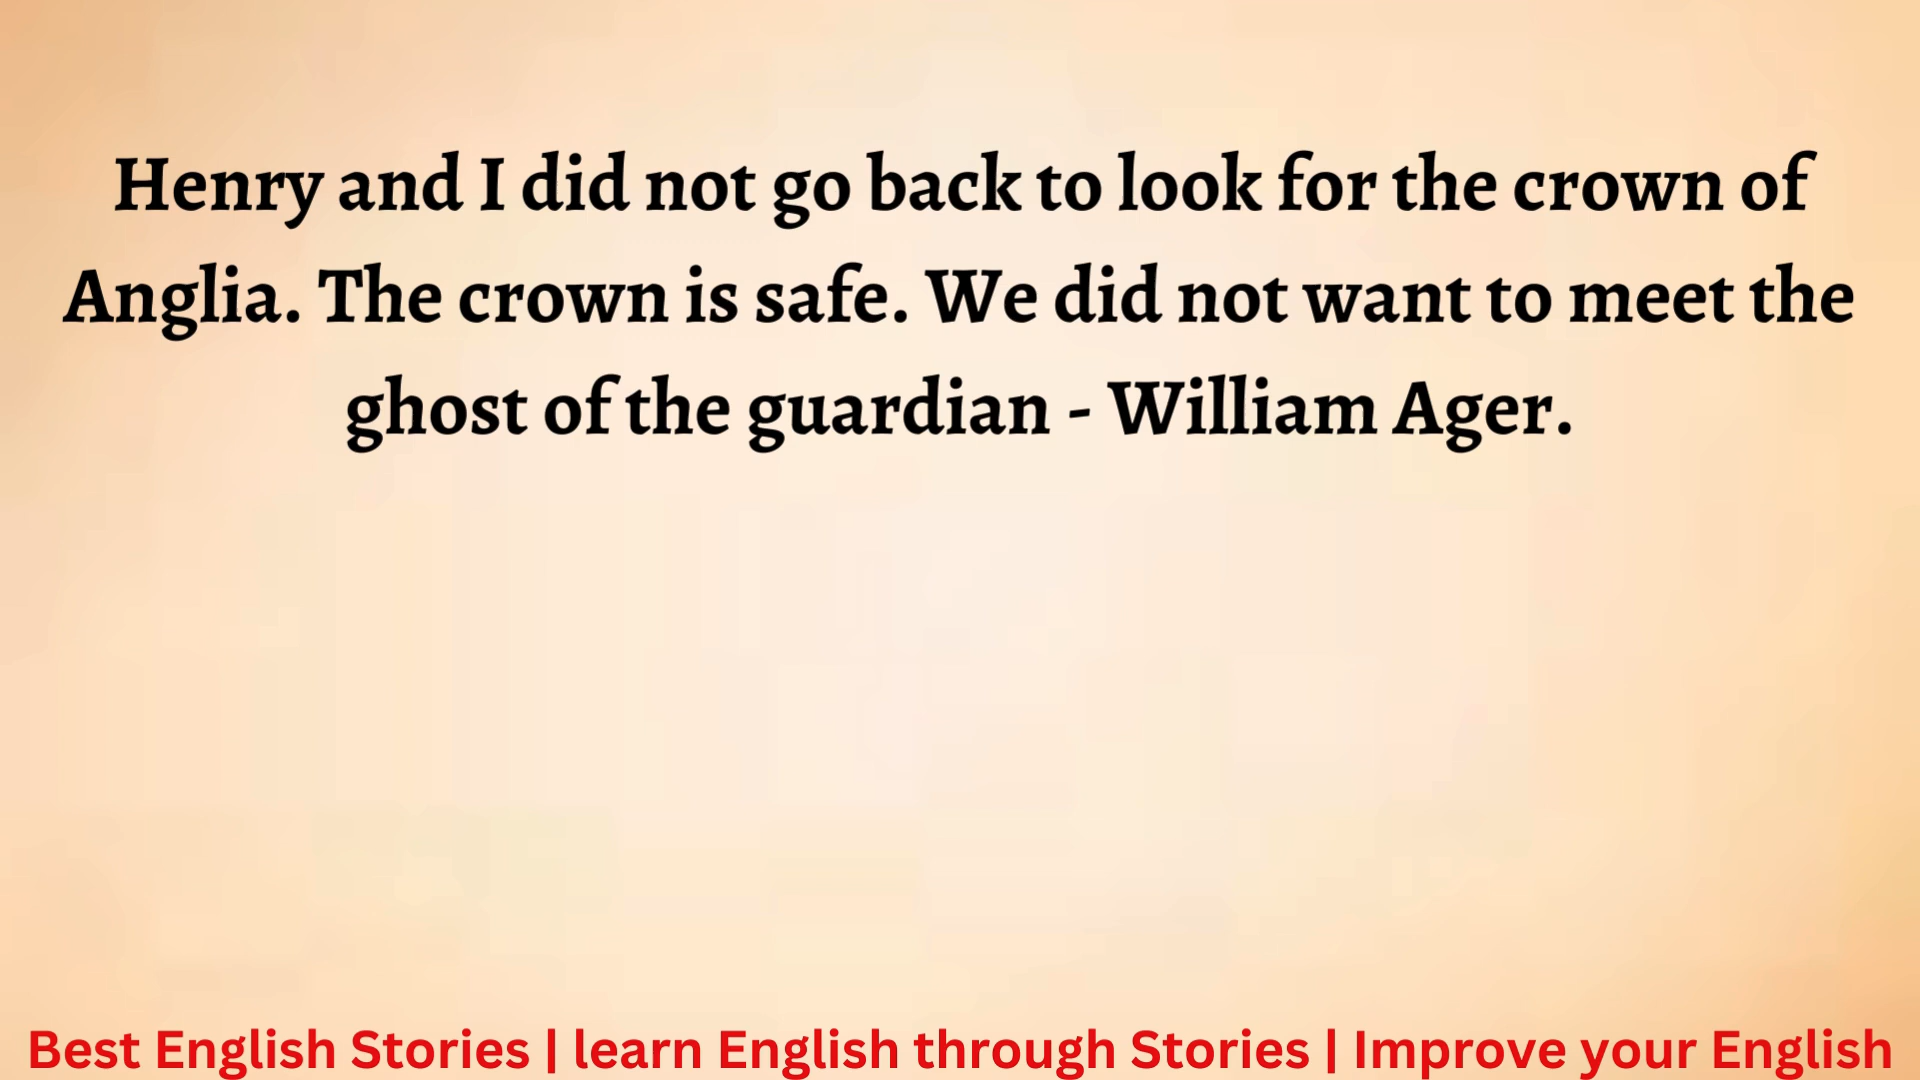 Henry and I did not go back to look for the crown of
Anglia. The crown is safe. We did not want to meet the
ghost of the guardian - William Ager.
Best English Stories | learn English through Stories | Improve your English